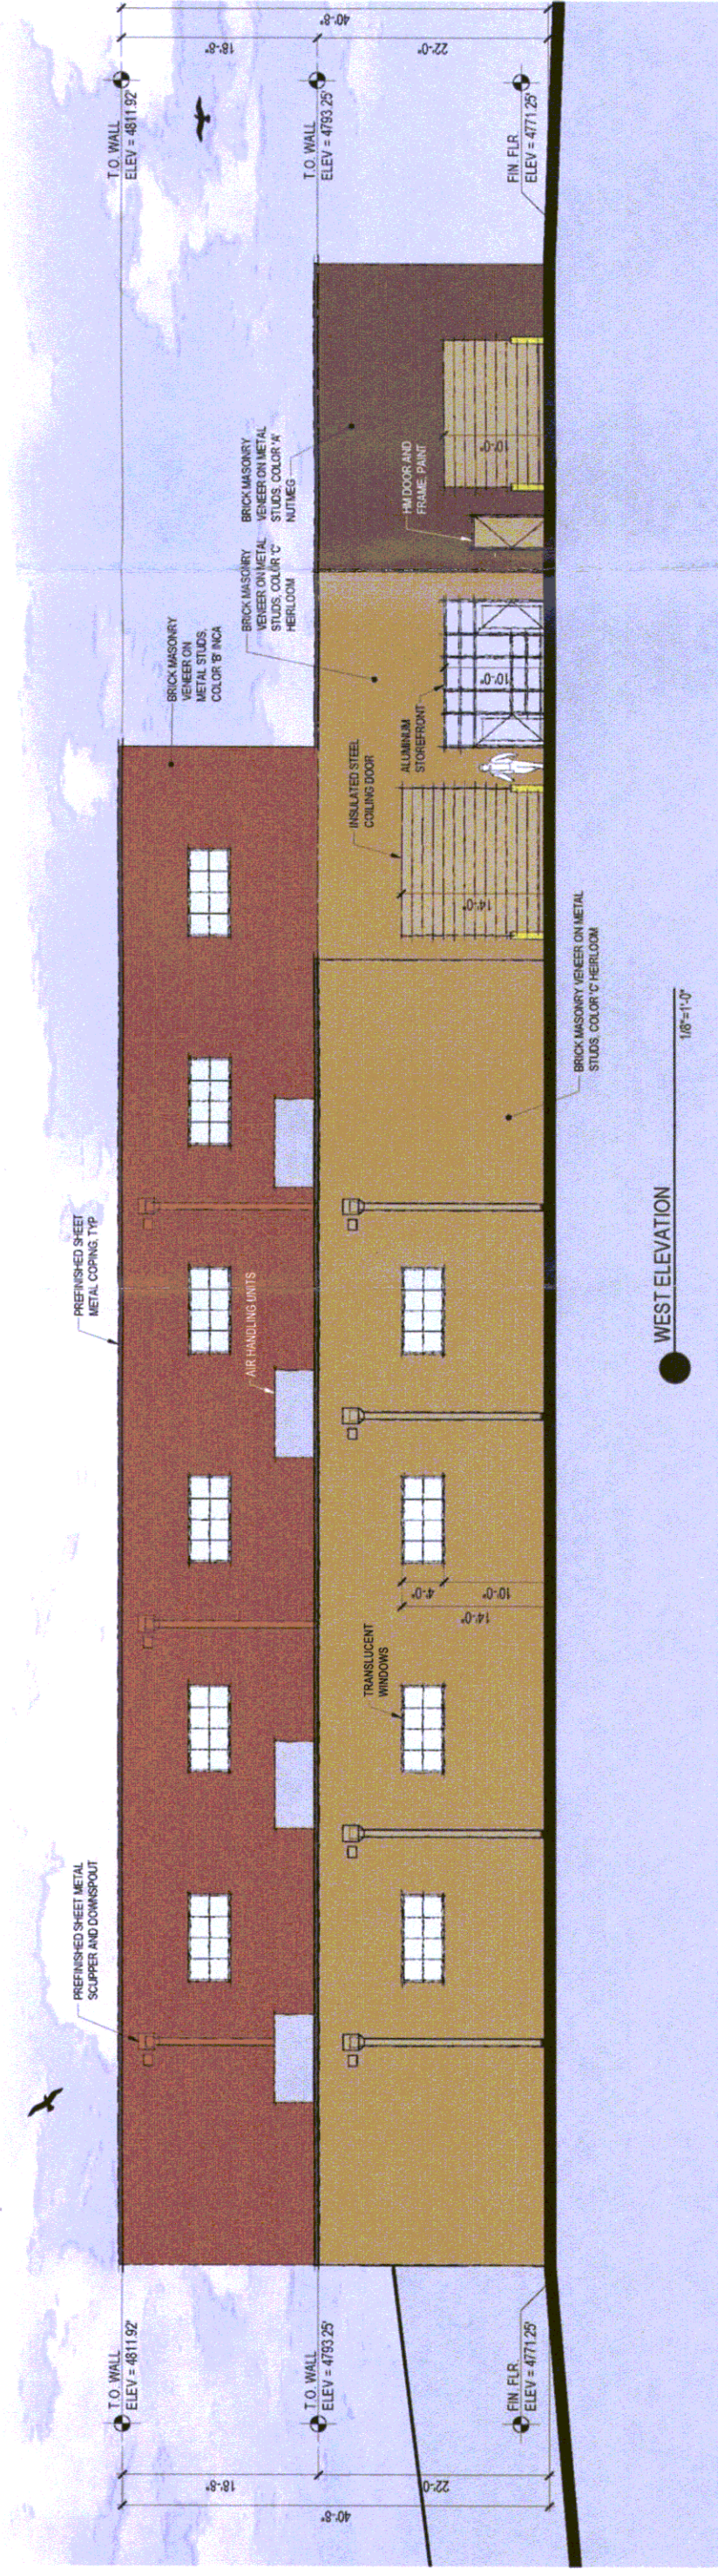 T.O. WALL
ELEV = 4811.92'
T.O. WALL
ELEV = 4793.25'
FIN. FLR.
ELEV = 4771.25'
18'-8"
22'-0"
40'-8"
PREFINISHED SHEET METAL
SCUPPER AND DOWNSPOUT
PREFINISHED SHEET
METAL COPING, TYP
AIR HANDLING UNITS
TRANSLUCENT
WINDOWS
4'-0"
10'-0"
14'-0"
BRICK MASONRY
VENEER ON
METAL STUDS,
COLOR 'B' INCA
BRICK MASONRY
VENEER ON METAL
STUDS, COLOR 'C'
HEIRLOOM
BRICK MASONRY
VENEER ON METAL
STUDS, COLOR 'A'
NUTMEG
INSULATED STEEL
COILING DOOR
14'-0"
ALUMINUM
STOREFRONT
10'-0"
HM DOOR AND
FRAME, PAINT
10'-0"
BRICK MASONRY VENEER ON METAL
STUDS, COLOR 'C' HEIRLOOM
T.O. WALL
ELEV = 4811.92'
T.O. WALL
ELEV = 4793.25'
FIN. FLR.
ELEV = 4771.25'
18'-8"
22'-0"
40'-8"
WEST ELEVATION
1/8"=1'-0"